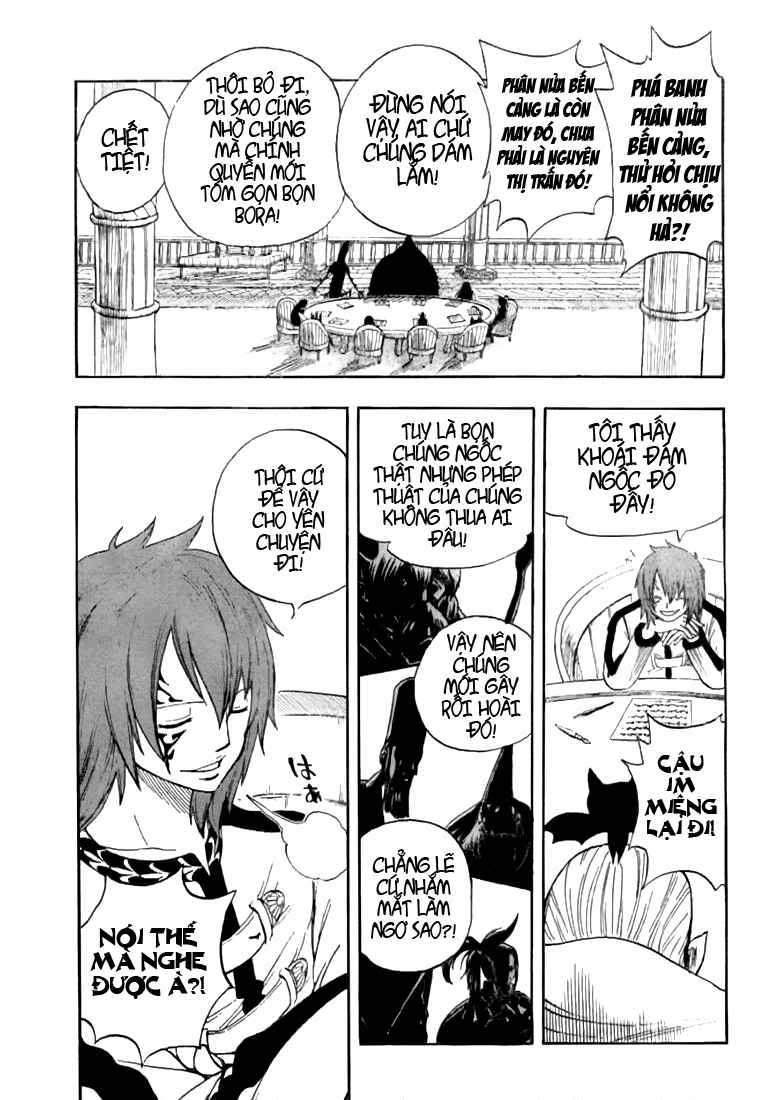 PHÁ BANH
PHÂN NỬA
BẾN CẢNG,
THỬ HỎI CHỊU
NỔI KHÔNG
HẢ?!
PHÂN NỬA BẾN
CẢNG LÀ CÒN
MAY ĐÓ, CHƯA
PHẢI LÀ NGUYÊN
THỊ TRẤN ĐÓ!
ĐỪNG NÓI
VẬY, AI CHỨ
CHÚNG DÁM
LẮM!
THÔI BỎ ĐI,
DÙ SAO CŨNG
NHỜ CHÚNG
MÀ CHÍNH
QUYỀN MỚI
TÓM GỌN BỌN
BORA!
CHẾT
TIỆT!
TÔI THẤY
KHOÁI ĐÁM
NGỐC ĐÓ
ĐẤY!
CẬU
IM
MIỆNG
LẠI ĐI!
TUY LÀ BỌN
CHÚNG NGỐC
THẬT NHƯNG PHÉP
THUẬT CỦA CHÚNG
KHÔNG THUA AI
ĐÂU!
VẬY NÊN
CHÚNG
MỚI GÂY
RỐI HOÀI
ĐÓ!
CHẲNG LẼ
CỨ NHẮM
MẮT LÀM
NGƠ SAO?!
THÔI CỨ
ĐỂ VẬY
CHO YÊN
CHUYỆN
ĐI!
はぁ
NÓI THẾ
MÀ NGHE
ĐƯỢC À?!